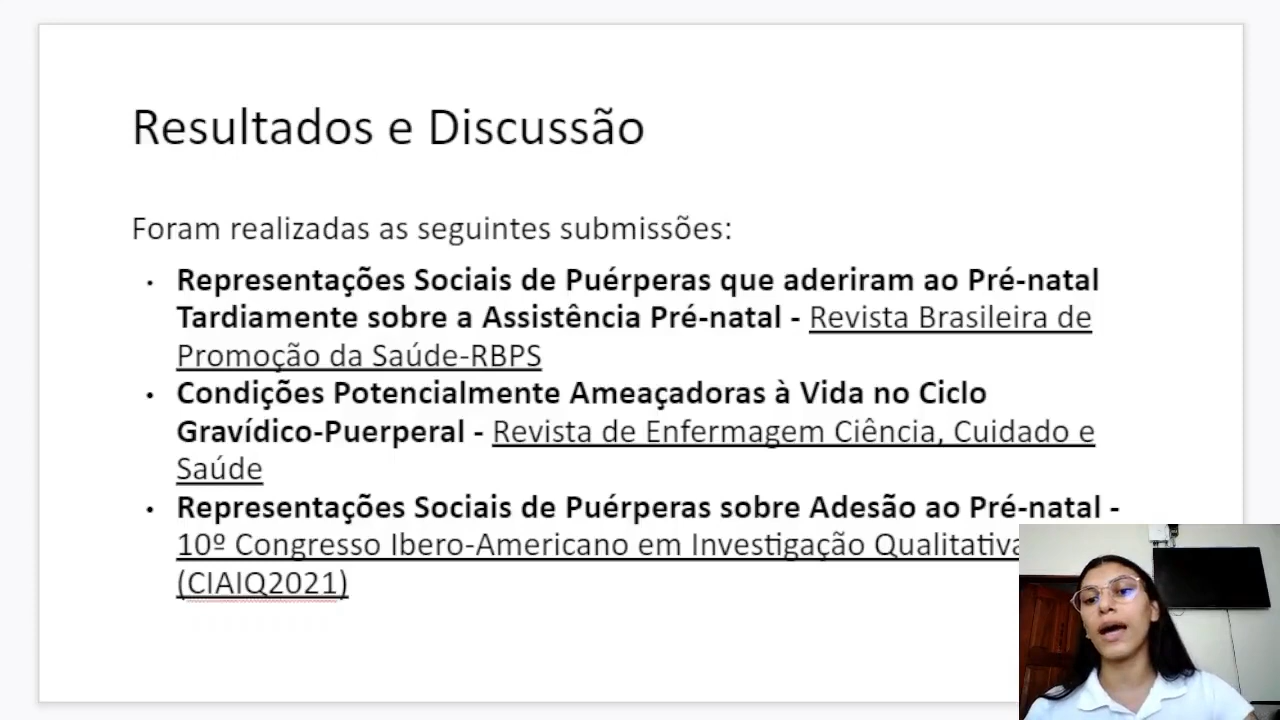 Resultados e Discussão
Foram realizadas as seguintes submissões:
• Representações Sociais de Puérperas que aderiram ao Pré-natal
Tardiamente sobre a Assistência Pré-natal - Revista Brasileira de
Promoção da Saúde-RBPS
• Condições Potencialmente Ameaçadoras à Vida no Ciclo
Gravídico-Puerperal - Revista de Enfermagem Ciência, Cuidado e
Saúde
• Representações Sociais de Puérperas sobre Adesão ao Pré-natal -
10º Congresso Ibero-Americano em Investigação Qualitativa
(CIAIQ2021)